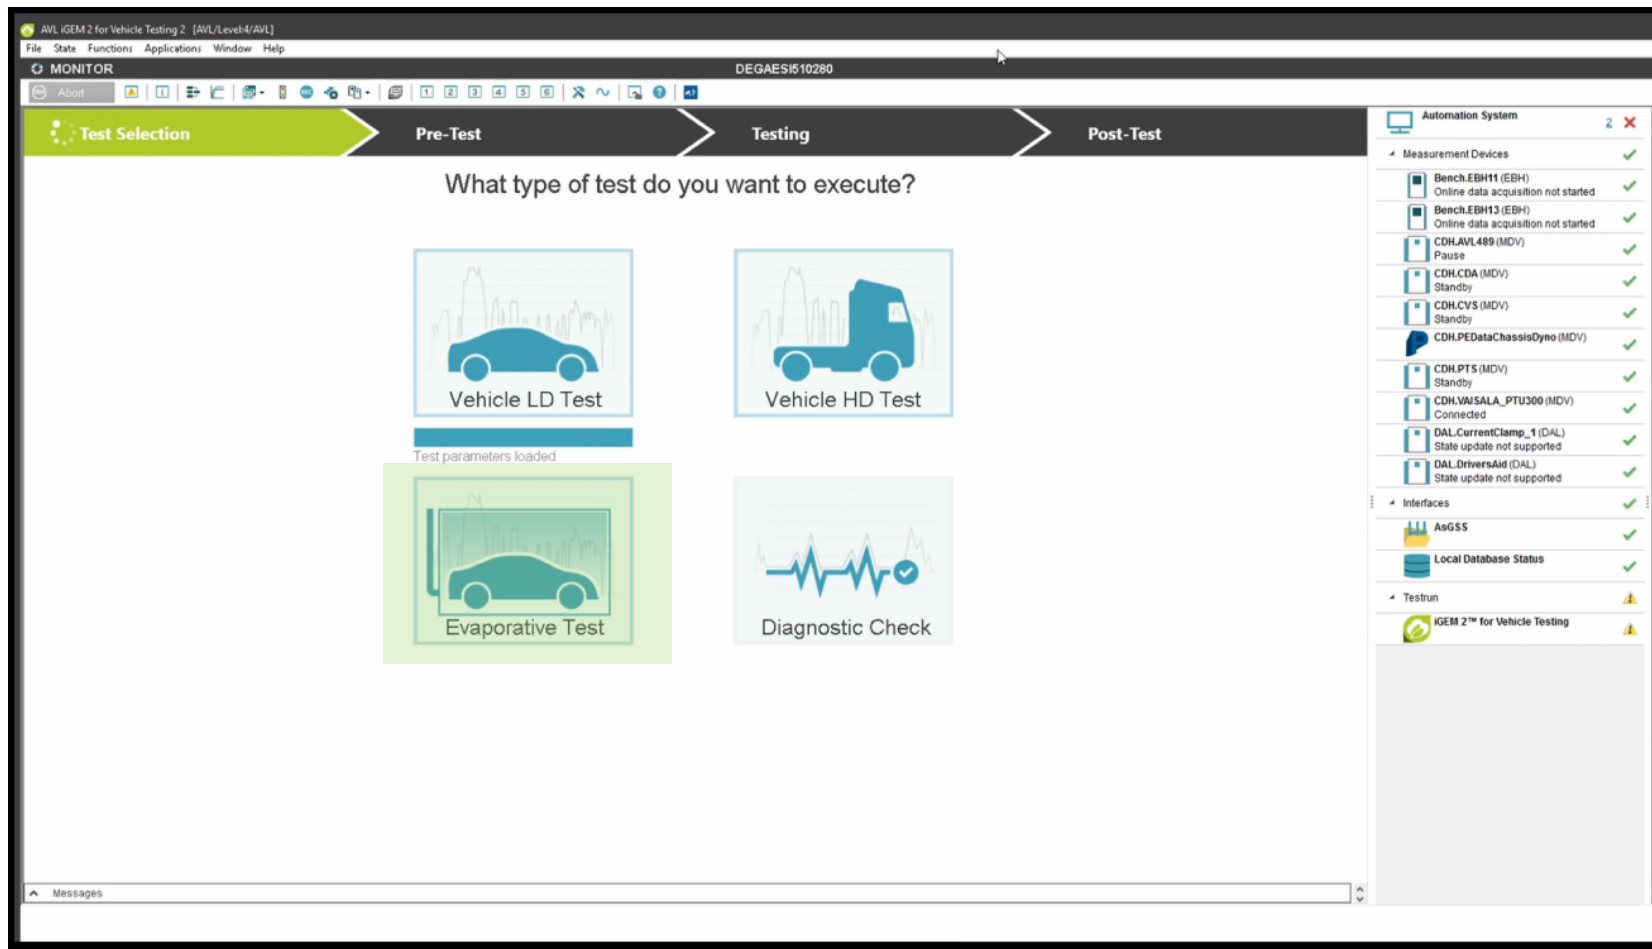 AVL iGEM 2 for Vehicle Testing 2 [AVL/Level:4/AVL]
File State Functions Applications Window Help
MONITOR
DEGAESI510280
Abort
1 2 3 4 5 6
Test Selection
Pre-Test
Testing
Post-Test
What type of test do you want to execute?
Vehicle LD Test
Vehicle HD Test
Test parameters loaded
Evaporative Test
Diagnostic Check
Messages
Automation System
2
Measurement Devices
Bench.EBH11 (EBH)
Online data acquisition not started
Bench.EBH13 (EBH)
Online data acquisition not started
CDH.AVL489 (MDV)
Pause
CDH.CDA (MDV)
Standby
CDH.CVS (MDV)
Standby
CDH.PEDataChassisDyno (MDV)
CDH.PTS (MDV)
Standby
CDH.VAISALA_PTU300 (MDV)
Connected
DAL.CurrentClamp_1 (DAL)
State update not supported
DAL.DriversAid (DAL)
State update not supported
Interfaces
AsGSS
Local Database Status
Testrun
iGEM 2™ for Vehicle Testing